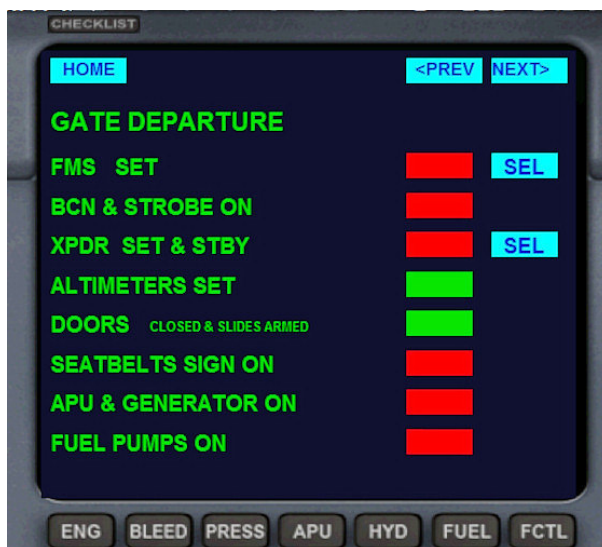 CHECKLIST
HOME <PREV NEXT>
GATE DEPARTURE
FMS SET SEL
BCN & STROBE ON
XPDR SET & STBY SEL
ALTIMETERS SET
DOORS CLOSED & SLIDES ARMED
SEATBELTS SIGN ON
APU & GENERATOR ON
FUEL PUMPS ON
ENG BLEED PRESS APU HYD FUEL FCTL